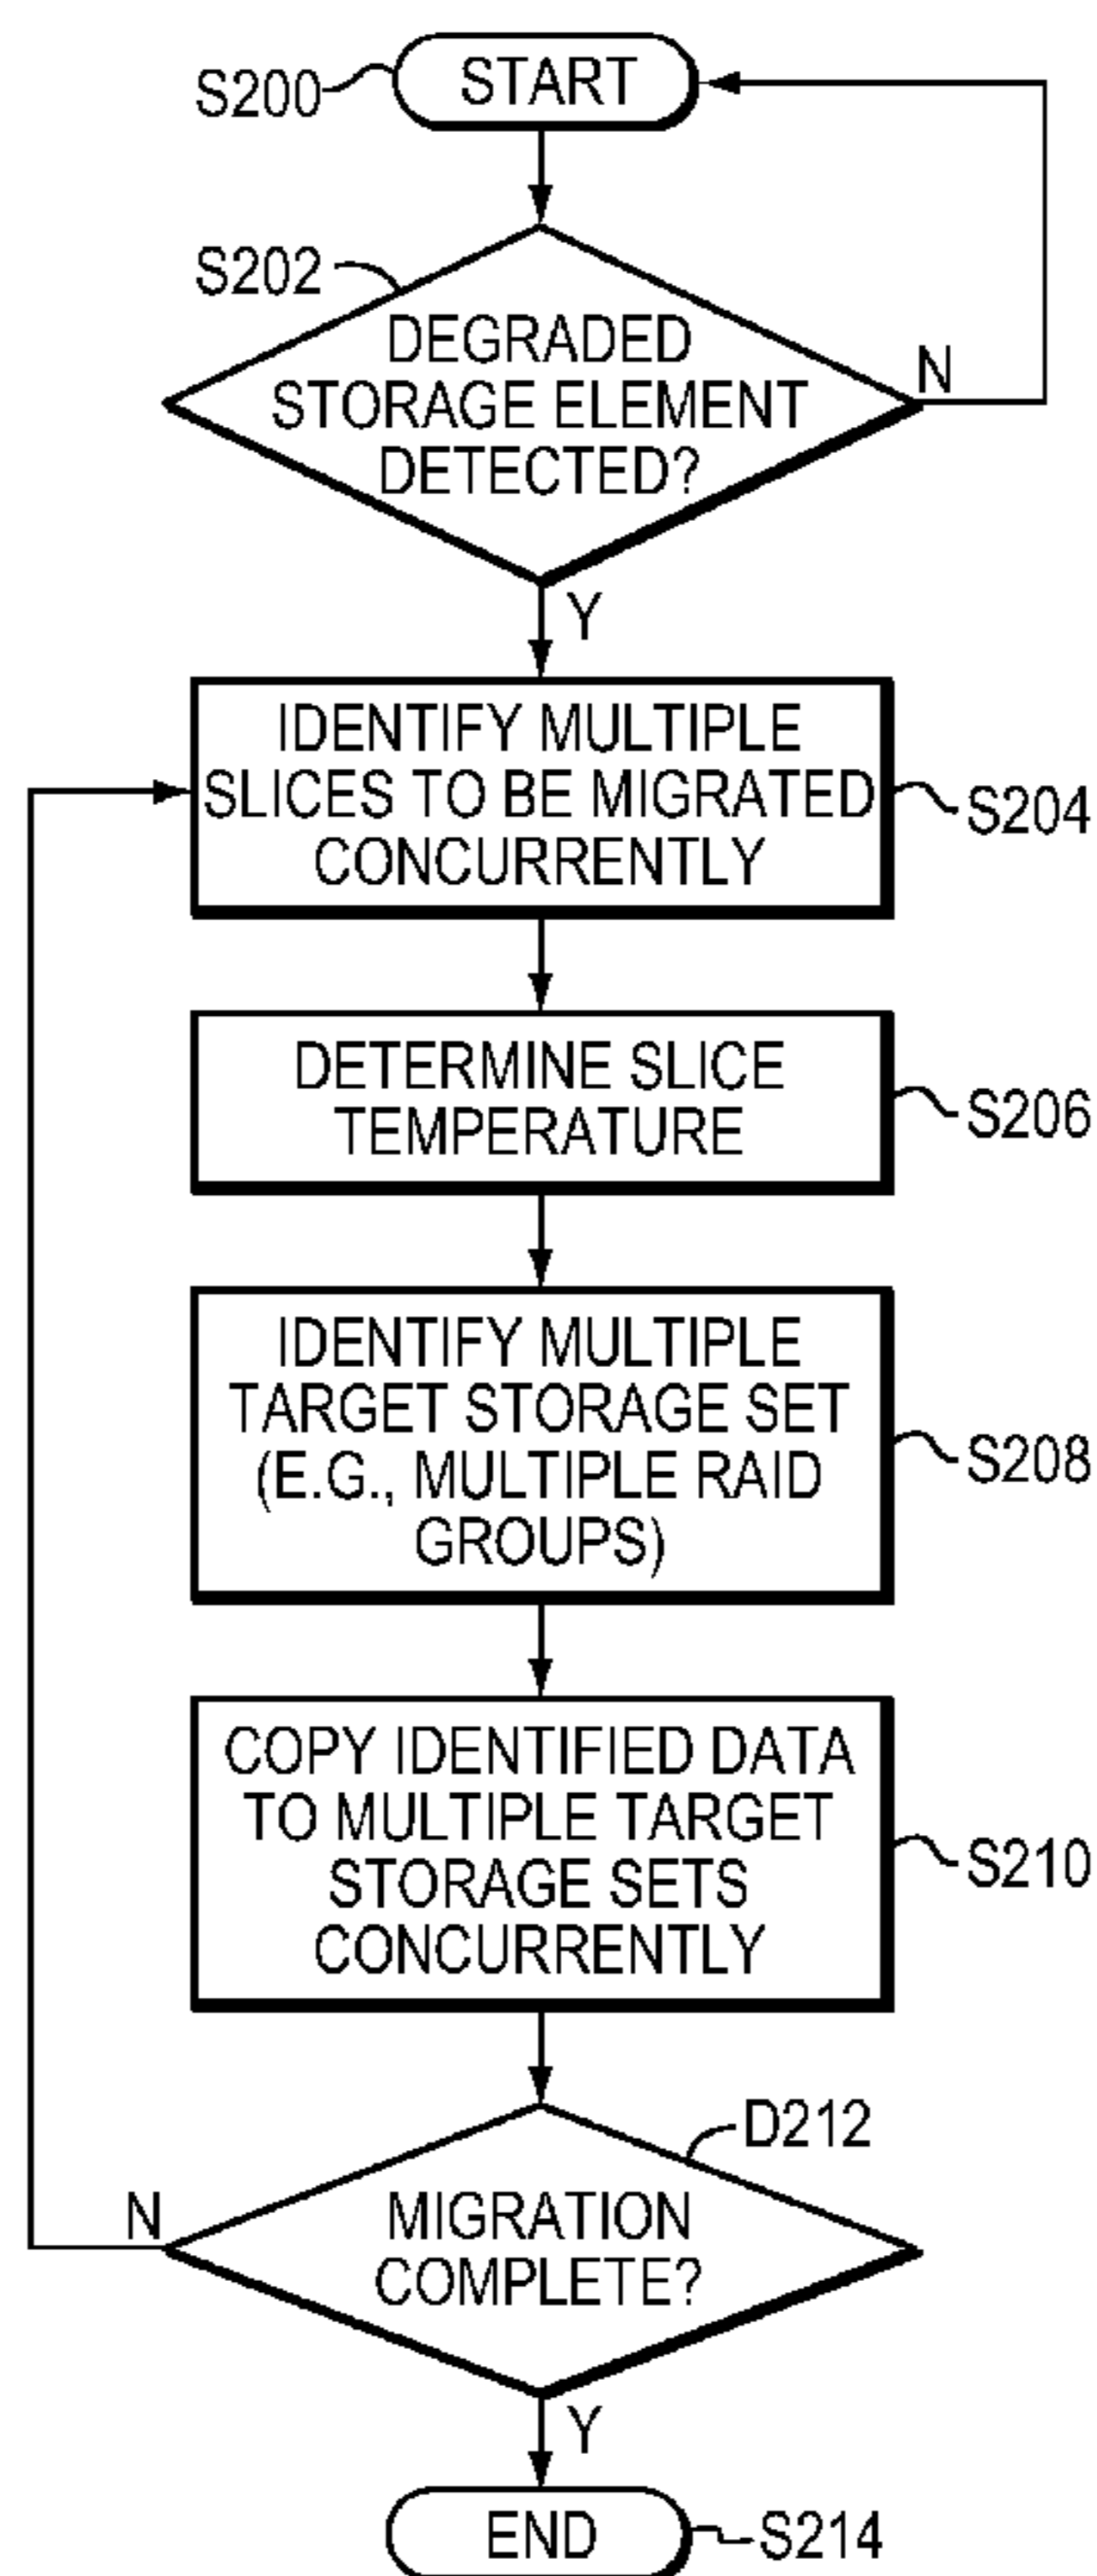 S200
START
S202
DEGRADED
STORAGE ELEMENT
DETECTED?
N
Y
IDENTIFY MULTIPLE
SLICES TO BE MIGRATED
CONCURRENTLY
S204
DETERMINE SLICE
TEMPERATURE
S206
IDENTIFY MULTIPLE
TARGET STORAGE SET
(E.G., MULTIPLE RAID
GROUPS)
S208
COPY IDENTIFIED DATA
TO MULTIPLE TARGET
STORAGE SETS
CONCURRENTLY
S210
D212
N
MIGRATION
COMPLETE?
Y
END
S214